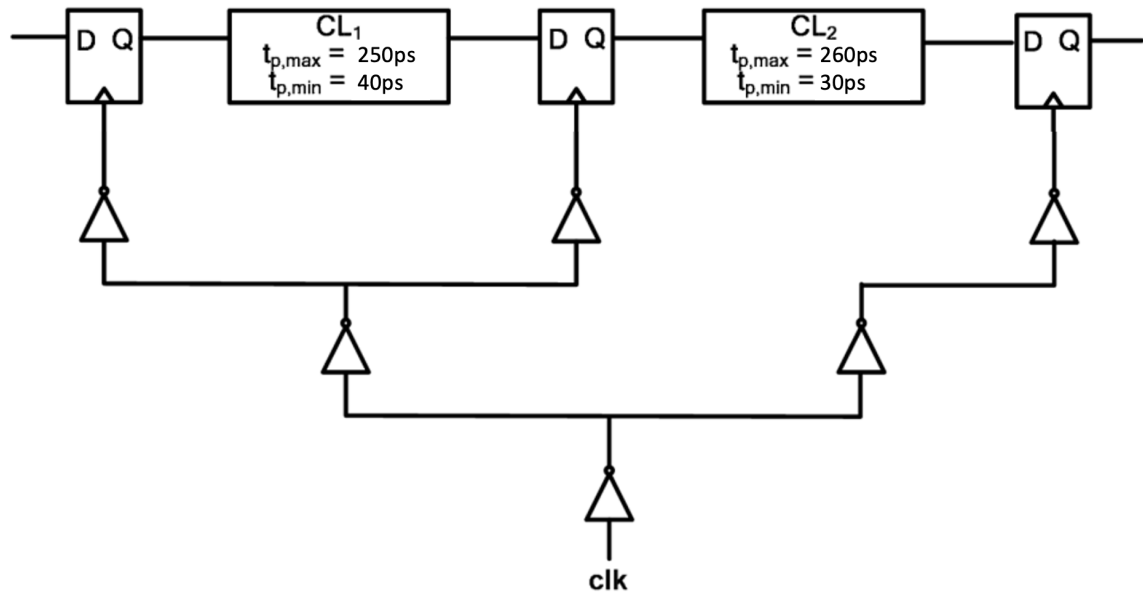 D Q
CL₁
tp,max = 250ps
tp,min = 40ps
D Q
CL₂
tp,max = 260ps
tp,min = 30ps
D Q
clk